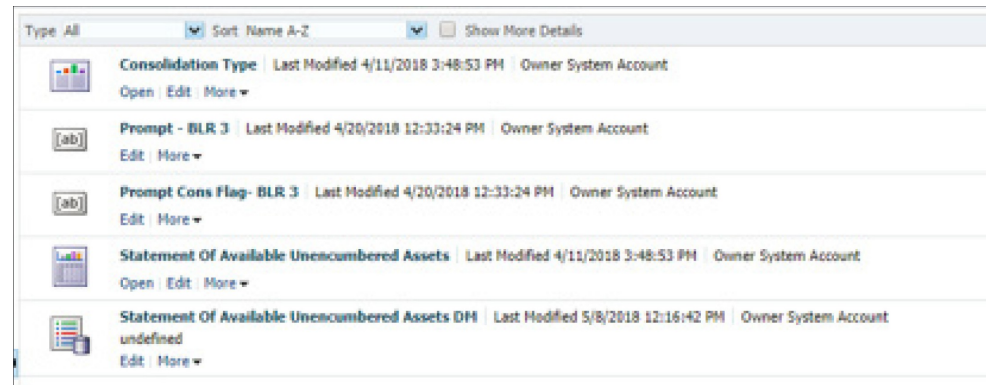 Type All Sort Name A-Z Show More Details
Consolidation Type Last Modified 4/11/2018 3:48:53 PM Owner System Account
Open Edit More
[ab] Prompt - BLR 3 Last Modified 4/20/2018 12:33:24 PM Owner System Account
Edit More
[ab] Prompt Cons Flag- BLR 3 Last Modified 4/20/2018 12:33:24 PM Owner System Account
Edit More
Statement Of Available Unencumbered Assets Last Modified 4/11/2018 3:48:53 PM Owner System Account
Open Edit More
Statement Of Available Unencumbered Assets DM Last Modified 5/8/2018 12:16:42 PM Owner System Account
undefined
Edit More